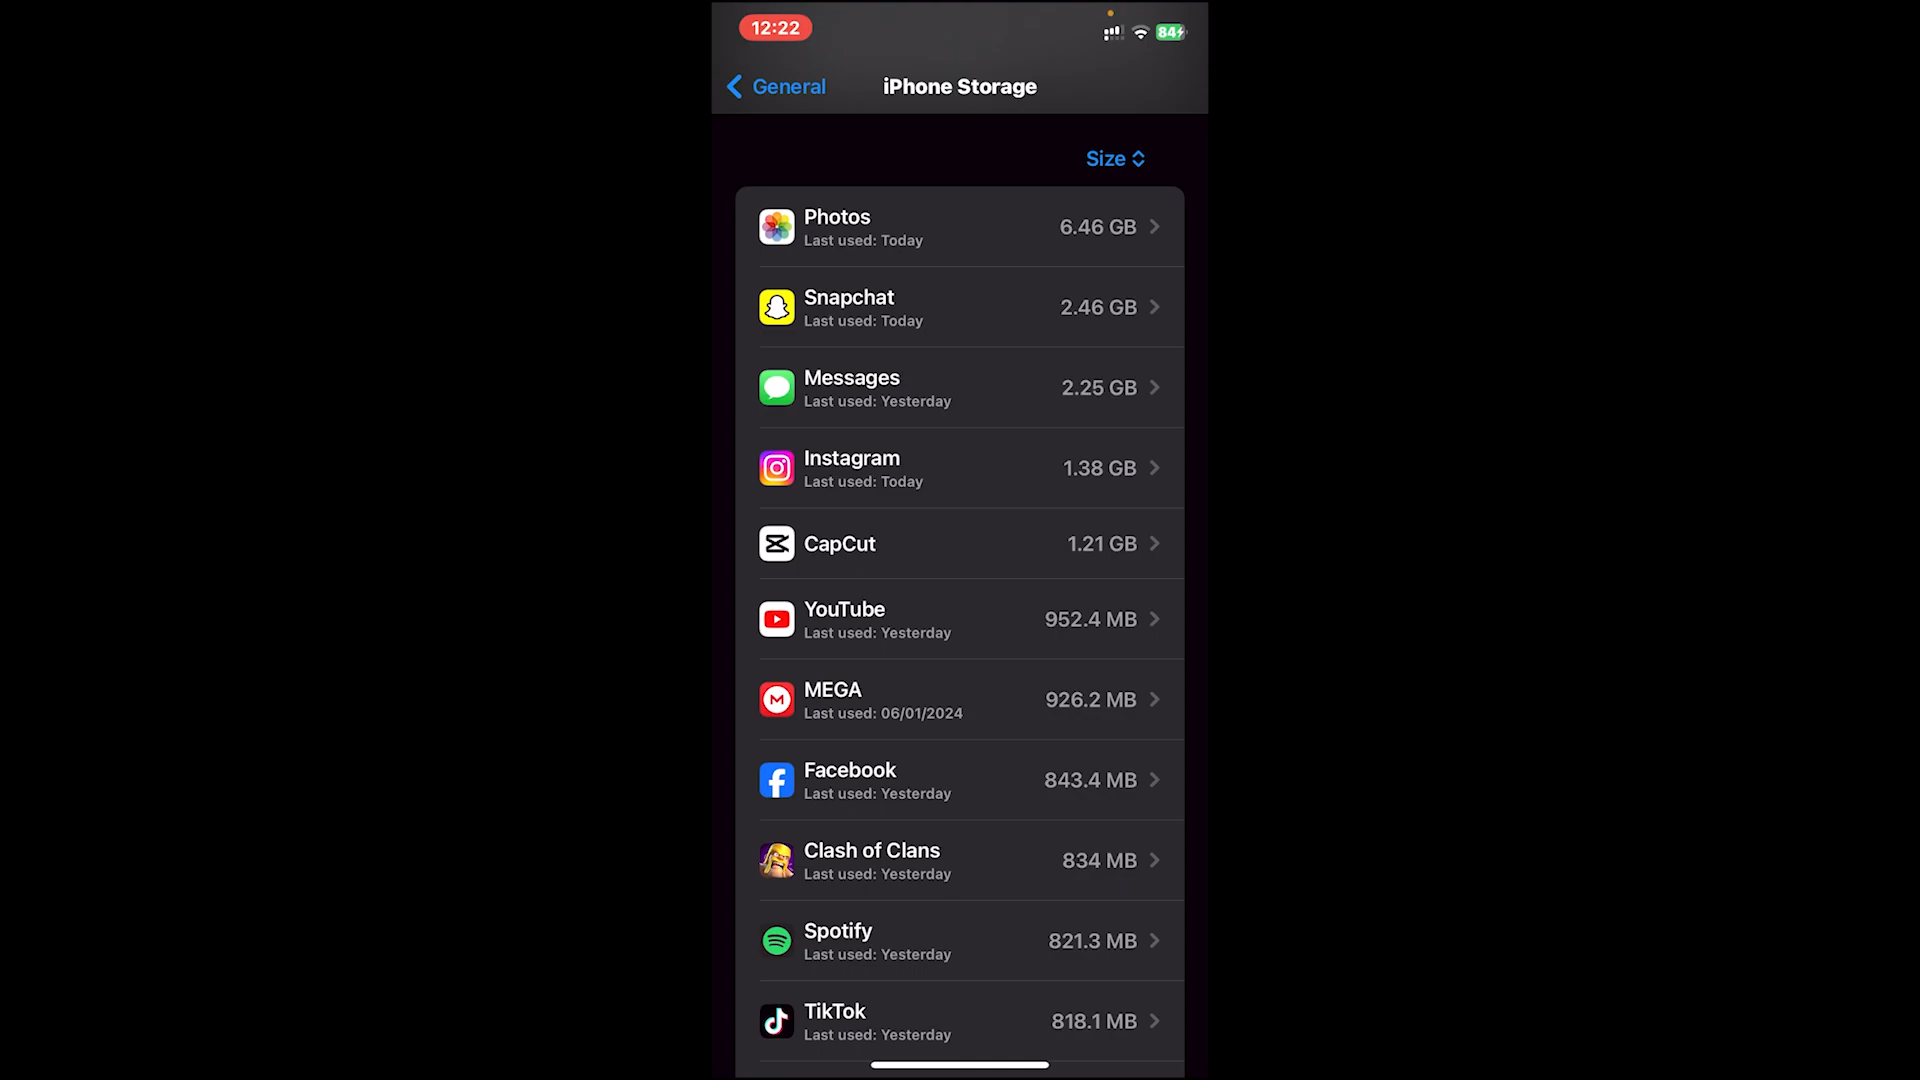 12:22
84
General
iPhone Storage
Size
Photos
6.46 GB
Last used: Today
Snapchat
2.46 GB
Last used: Today
Messages
2.25 GB
Last used: Yesterday
Instagram
1.38 GB
Last used: Today
CapCut
1.21 GB
YouTube
952.4 MB
Last used: Yesterday
MEGA
926.2 MB
Last used: 06/01/2024
Facebook
843.4 MB
Last used: Yesterday
Clash of Clans
834 MB
Last used: Yesterday
Spotify
821.3 MB
Last used: Yesterday
TikTok
818.1 MB
Last used: Yesterday